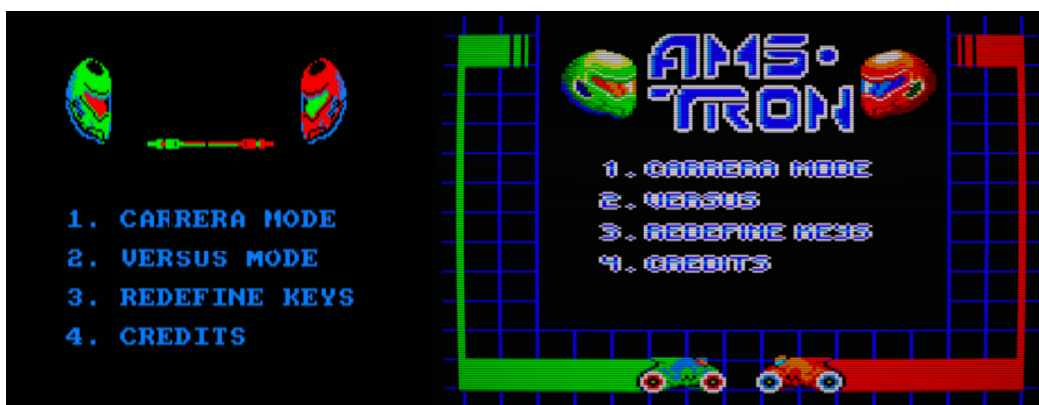 1. CARRERA MODE
2. VERSUS MODE
3. REDEFINE KEYS
4. CREDITS
AMS·
TRON
1. CARRERA MODE
2. VERSUS
3. REDEFINE KEYS
4. CREDITS